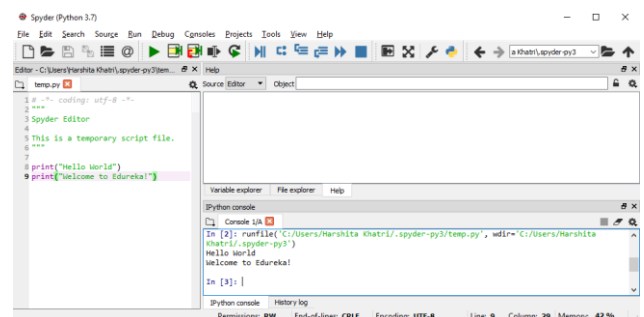 Spyder (Python 3.7)
File Edit Search Source Run Debug Consoles Projects Tools View Help
a Khatri\.spyder-py3
Editor - C:\Users\Harshita Khatri\.spyder-py3\tem...
Help
temp.py
Source Editor Object
1 # -*- coding: utf-8 -*-
2 """
3 Spyder Editor
4
5 This is a temporary script file.
6 """
7
8 print("Hello World")
9 print("Welcome to Edureka!")
Variable explorer File explorer Help
IPython console
Console 1/A
In [2]: runfile('C:/Users/Harshita Khatri/.spyder-py3/temp.py', wdir='C:/Users/Harshita
Khatri/.spyder-py3')
Hello World
Welcome to Edureka!
In [3]:
IPython console History log
Permissions: RW End-of-lines: CRLF Encoding: UTF-8 Line: 9 Column: 29 Memory: 43 %